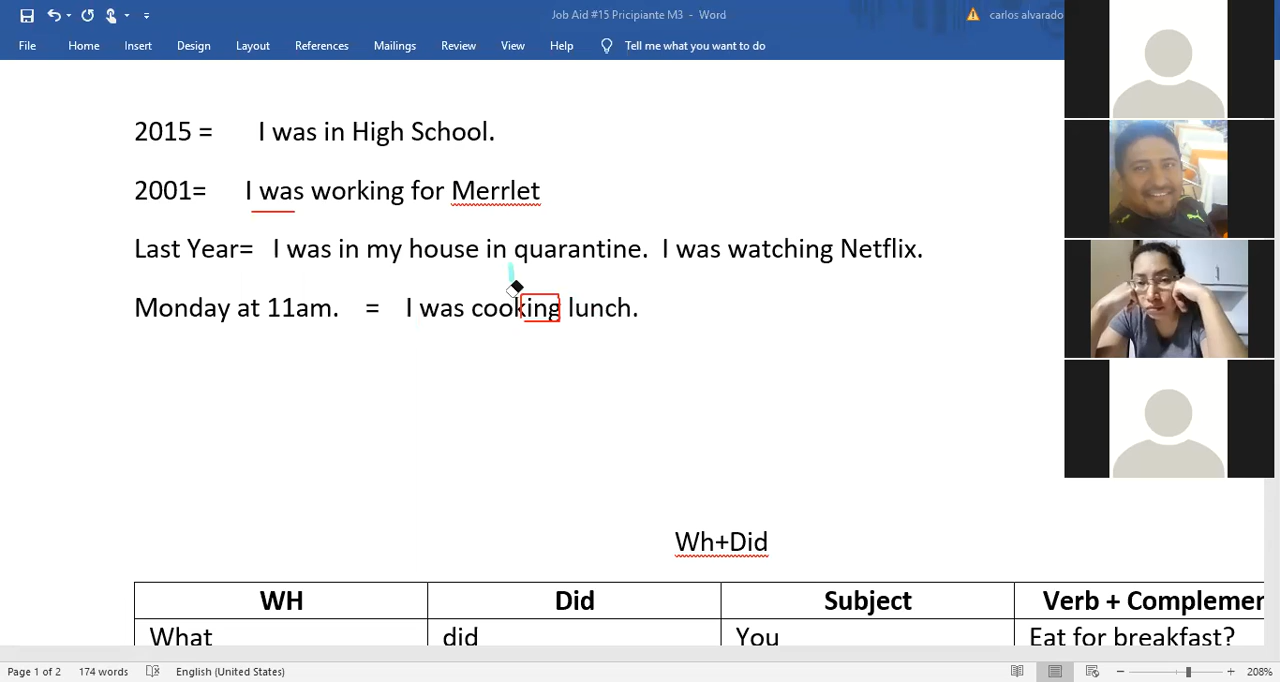 Job Aid #15 Pricipiante M3 - Word
carlos alvarado
File Home Insert Design Layout References Mailings Review View Help Tell me what you want to do
2015 = I was in High School.
2001= I was working for Merrlet
Last Year= I was in my house in quarantine. I was watching Netflix.
Monday at 11am. = I was cooking lunch.
Wh+Did
WH Did Subject Verb + Complemen
What did You Eat for breakfast?
Page 1 of 2 174 words English (United States) 208%